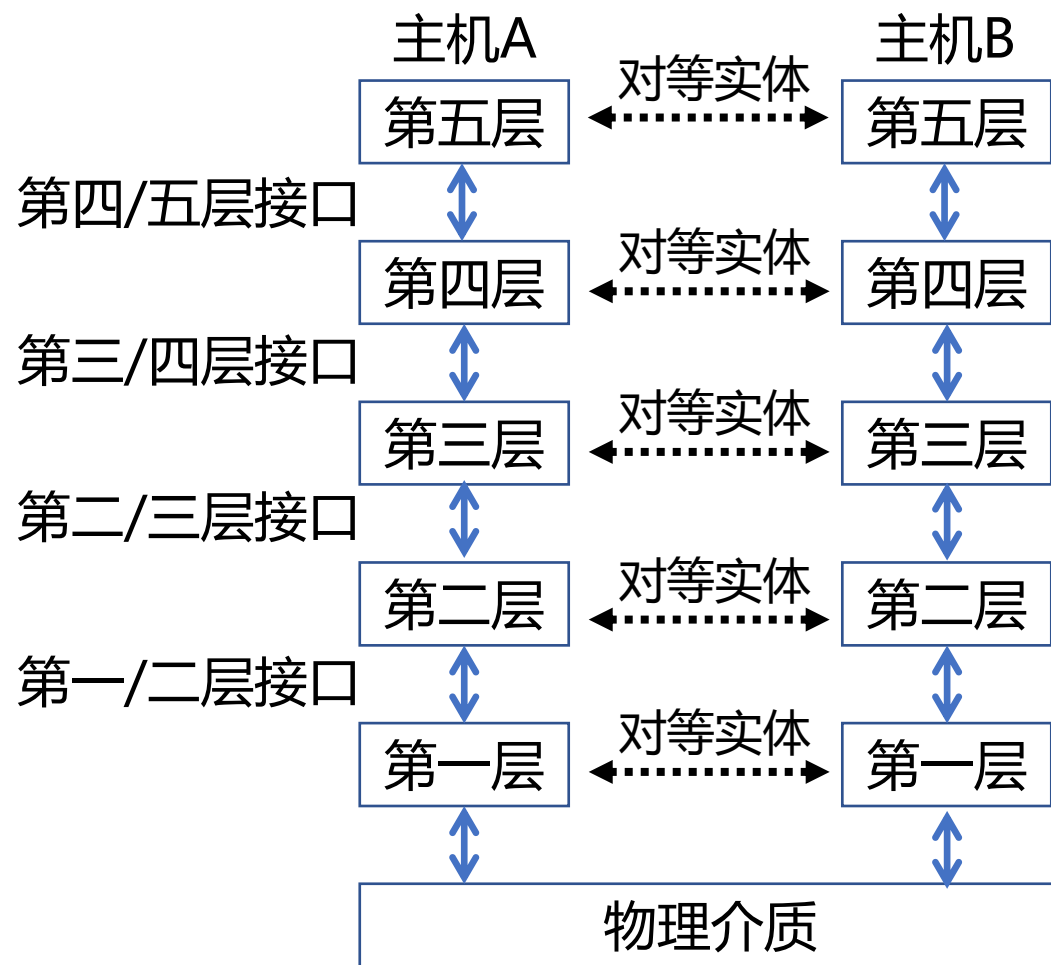 主机A
主机B
对等实体
第五层
第五层
第四/五层接口
对等实体
第四层
第四层
第三/四层接口
对等实体
第三层
第三层
第二/三层接口
对等实体
第二层
第二层
第一/二层接口
对等实体
第一层
第一层
物理介质